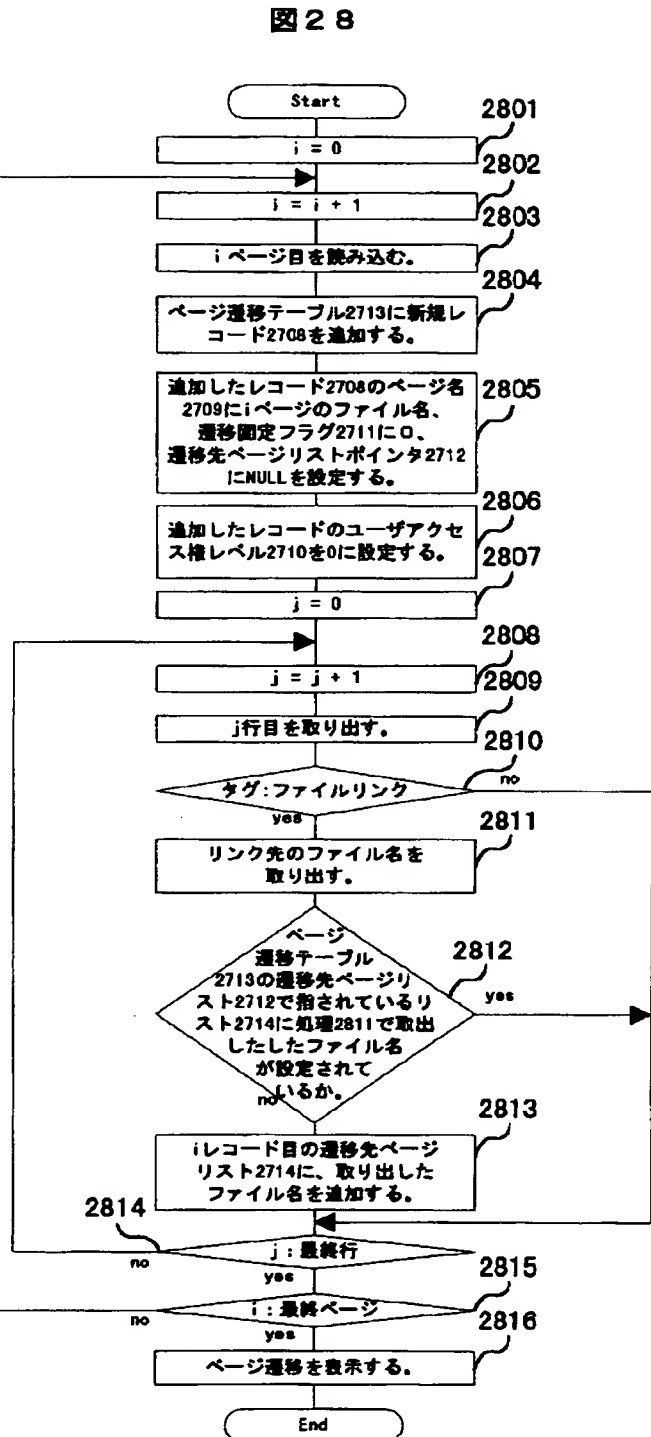 図２８
Start
2801
i = 0
2802
i = i + 1
2803
iページ目を読み込む。
2804
ページ遷移テーブル2713に新規レ
コード2708を追加する。
2805
追加したレコード2708のページ名
2709にiページのファイル名、
遷移固定フラグ2711に0、
遷移先ページリストポインタ2712
にNULLを設定する。
2806
追加したレコードのユーザアクセ
ス権レベル2710を0に設定する。
2807
j = 0
2808
j = j + 1
2809
j行目を取り出す。
2810
タグ:ファイルリンク
no
yes
2811
リンク先のファイル名を
取り出す。
2812
ページ
遷移テーブル
2713の遷移先ページリ
スト2712で指されているリ
スト2714に処理2811で取出
したしたファイル名
が設定されて
いるか。
yes
no
2813
iレコード目の遷移先ページ
リスト2714に、取り出した
ファイル名を追加する。
2814
j：最終行
no
yes
2815
i：最終ページ
no
yes
2816
ページ遷移を表示する。
End